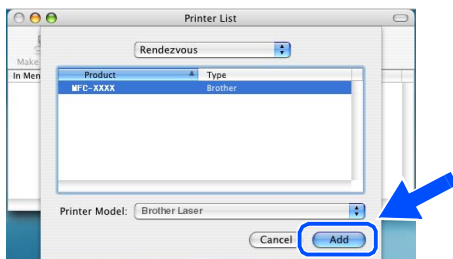 Printer List
Rendezvous
Make
In Men
Product Type
MFC-XXXX Brother
Printer Model: Brother Laser
Cancel Add